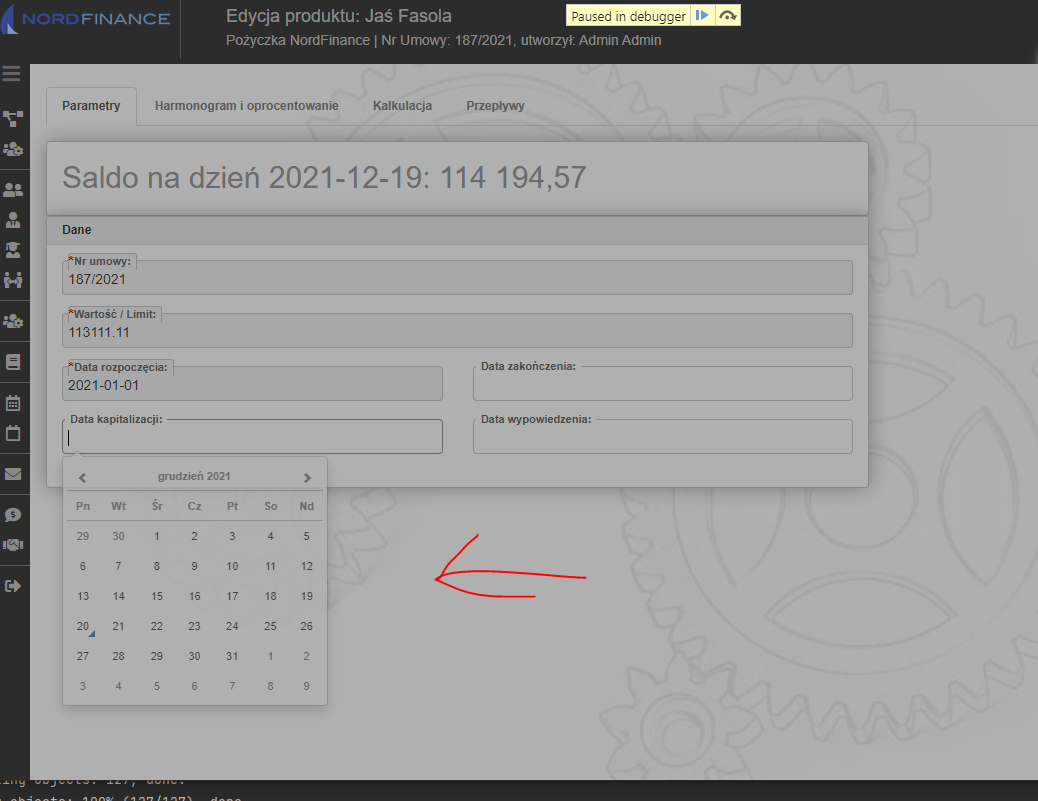 NORDFINANCE
Edycja produktu: Jaś Fasola
Paused in debugger
Pożyczka NordFinance | Nr Umowy: 187/2021, utworzył: Admin Admin
Parametry Harmonogram i oprocentowanie Kalkulacja Przepływy
Saldo na dzień 2021-12-19: 114 194,57
Dane
*Nr umowy:
187/2021
*Wartość / Limit:
113111.11
*Data rozpoczęcia: Data zakończenia:
2021-01-01
Data kapitalizacji: Data wypowiedzenia:
grudzień 2021
Pn Wt Śr Cz Pt So Nd
29 30 1 2 3 4 5
6 7 8 9 10 11 12
13 14 15 16 17 18 19
20 21 22 23 24 25 26
27 28 29 30 31 1 2
3 4 5 6 7 8 9
objects: 127, done.
objects: 100% (127/127), done